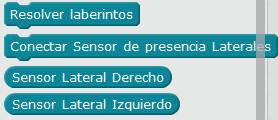 Resolver laberintos
Conectar Sensor de presencia Laterales
Sensor Lateral Derecho
Sensor Lateral Izquierdo